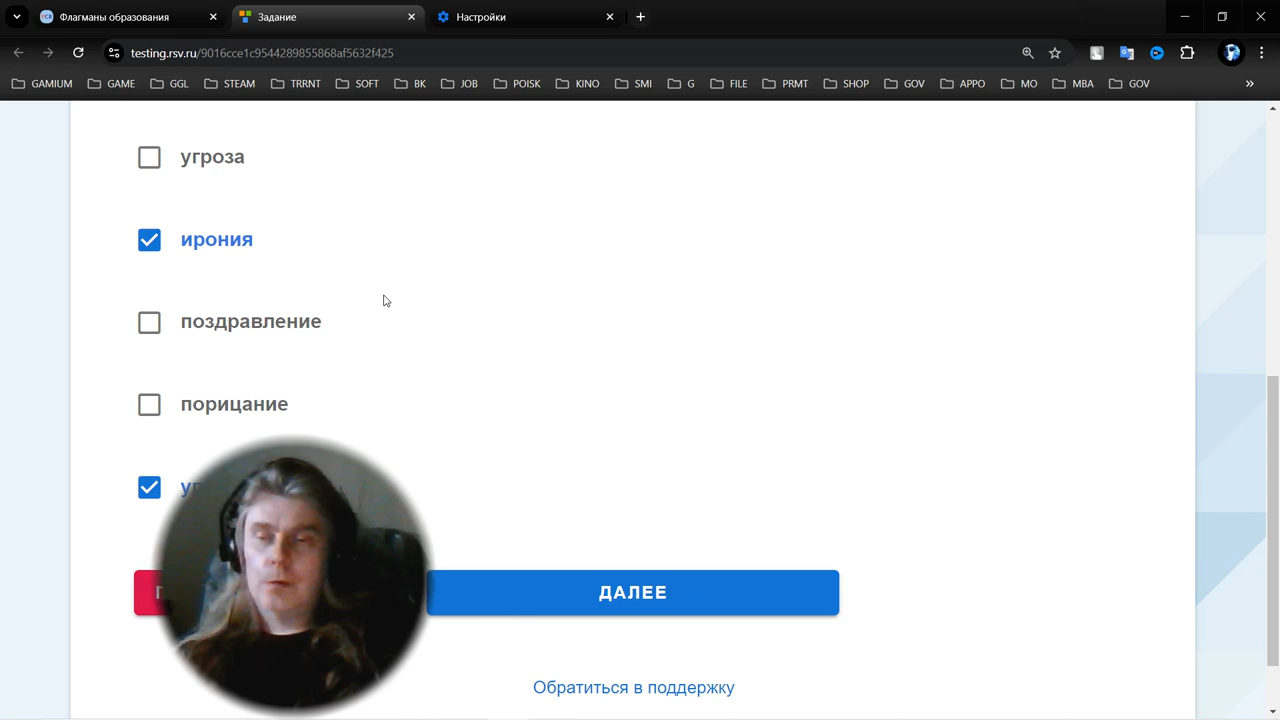 Флагманы образования
Задание
Настройки
testing.rsv.ru/9016cce1c9544289855868af5632f425
GAMIUM GAME GGL STEAM TRRNT SOFT BK JOB POISK KINO SMI G FILE PRMT SHOP GOV APPO MO MBA GOV
угроза
ирония
поздравление
порицание
ДАЛЕЕ
Обратиться в поддержку